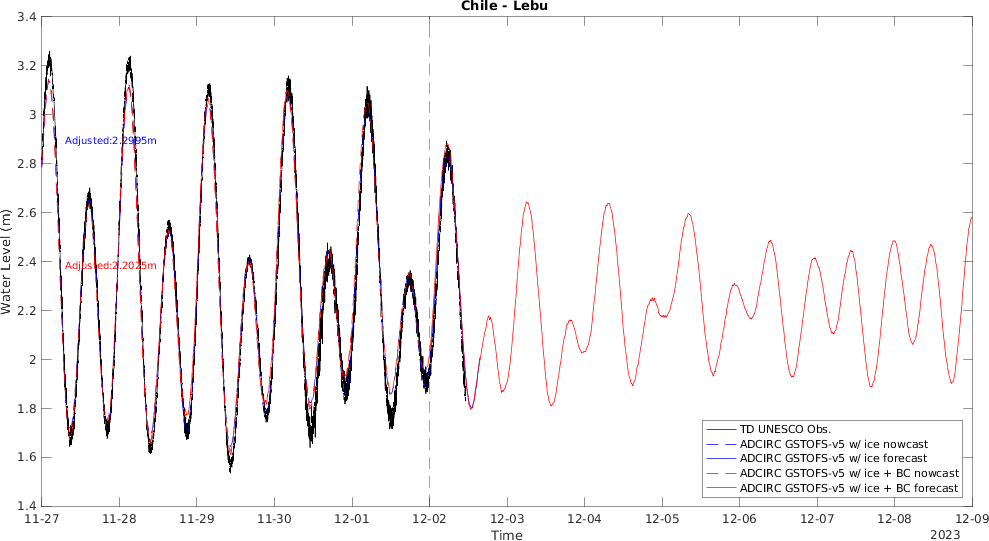 Chile - Lebu
3.4
3.2
3
2.8
2.6
2.4
2.2
2
1.8
1.6
1.4
Water Level (m)
Adjusted:2.2995m
Adjusted:2.2025m
TD UNESCO Obs.
ADCIRC GSTOFS-v5 w/ ice nowcast
ADCIRC GSTOFS-v5 w/ ice forecast
ADCIRC GSTOFS-v5 w/ ice + BC nowcast
ADCIRC GSTOFS-v5 w/ ice + BC forecast
11-27 11-28 11-29 11-30 12-01 12-02 12-03 12-04 12-05 12-06 12-07 12-08 12-09
Time
2023